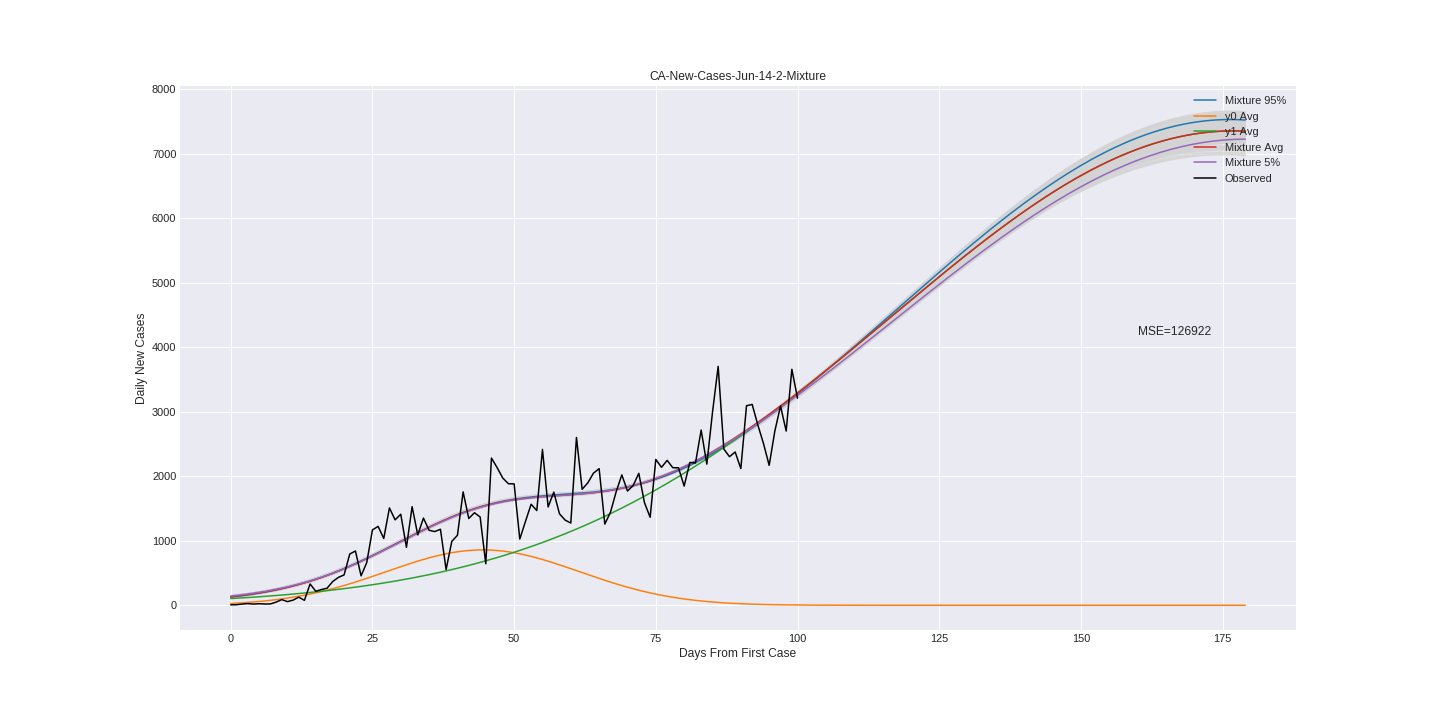 CA-New-Cases-Jun-14-2-Mixture
8000
7000
6000
5000
4000
3000
2000
1000
0
Daily New Cases
Mixture 95%
y0 Avg
y1 Avg
Mixture Avg
Mixture 5%
Observed
MSE=126922
0 25 50 75 100 125 150 175
Days From First Case